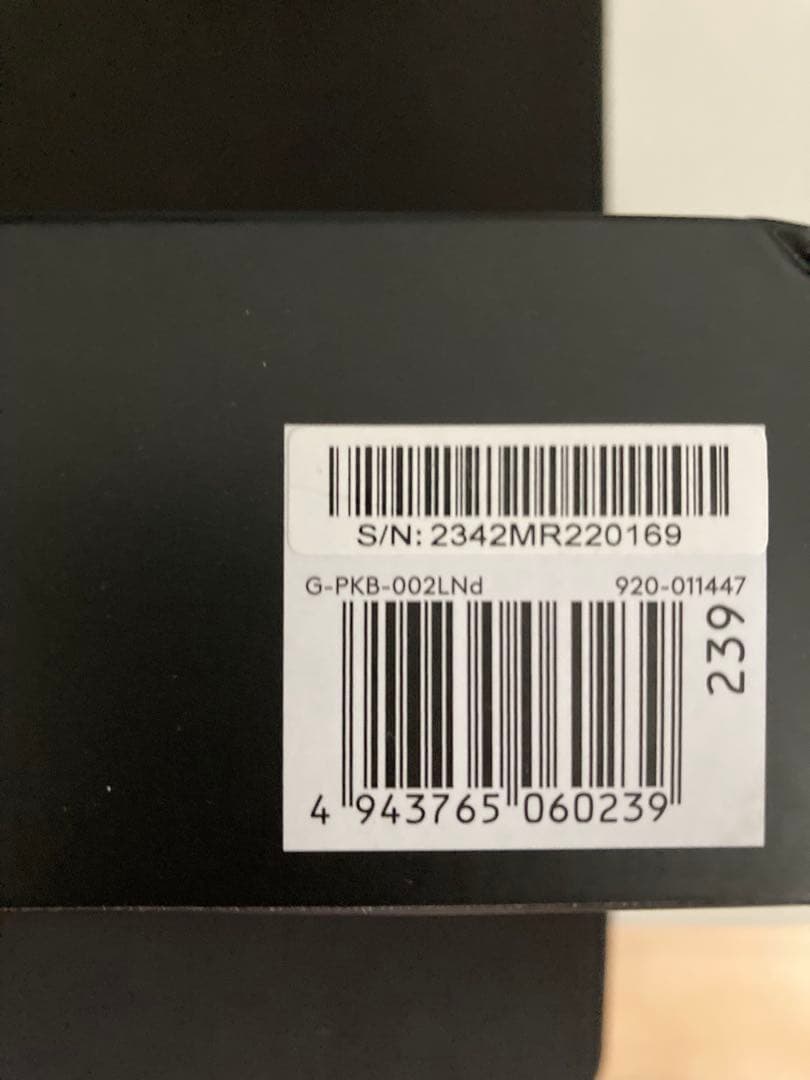 S/N: 2342MR220169
G-PKB-002LNd 920-011447
239
4 943765 060239